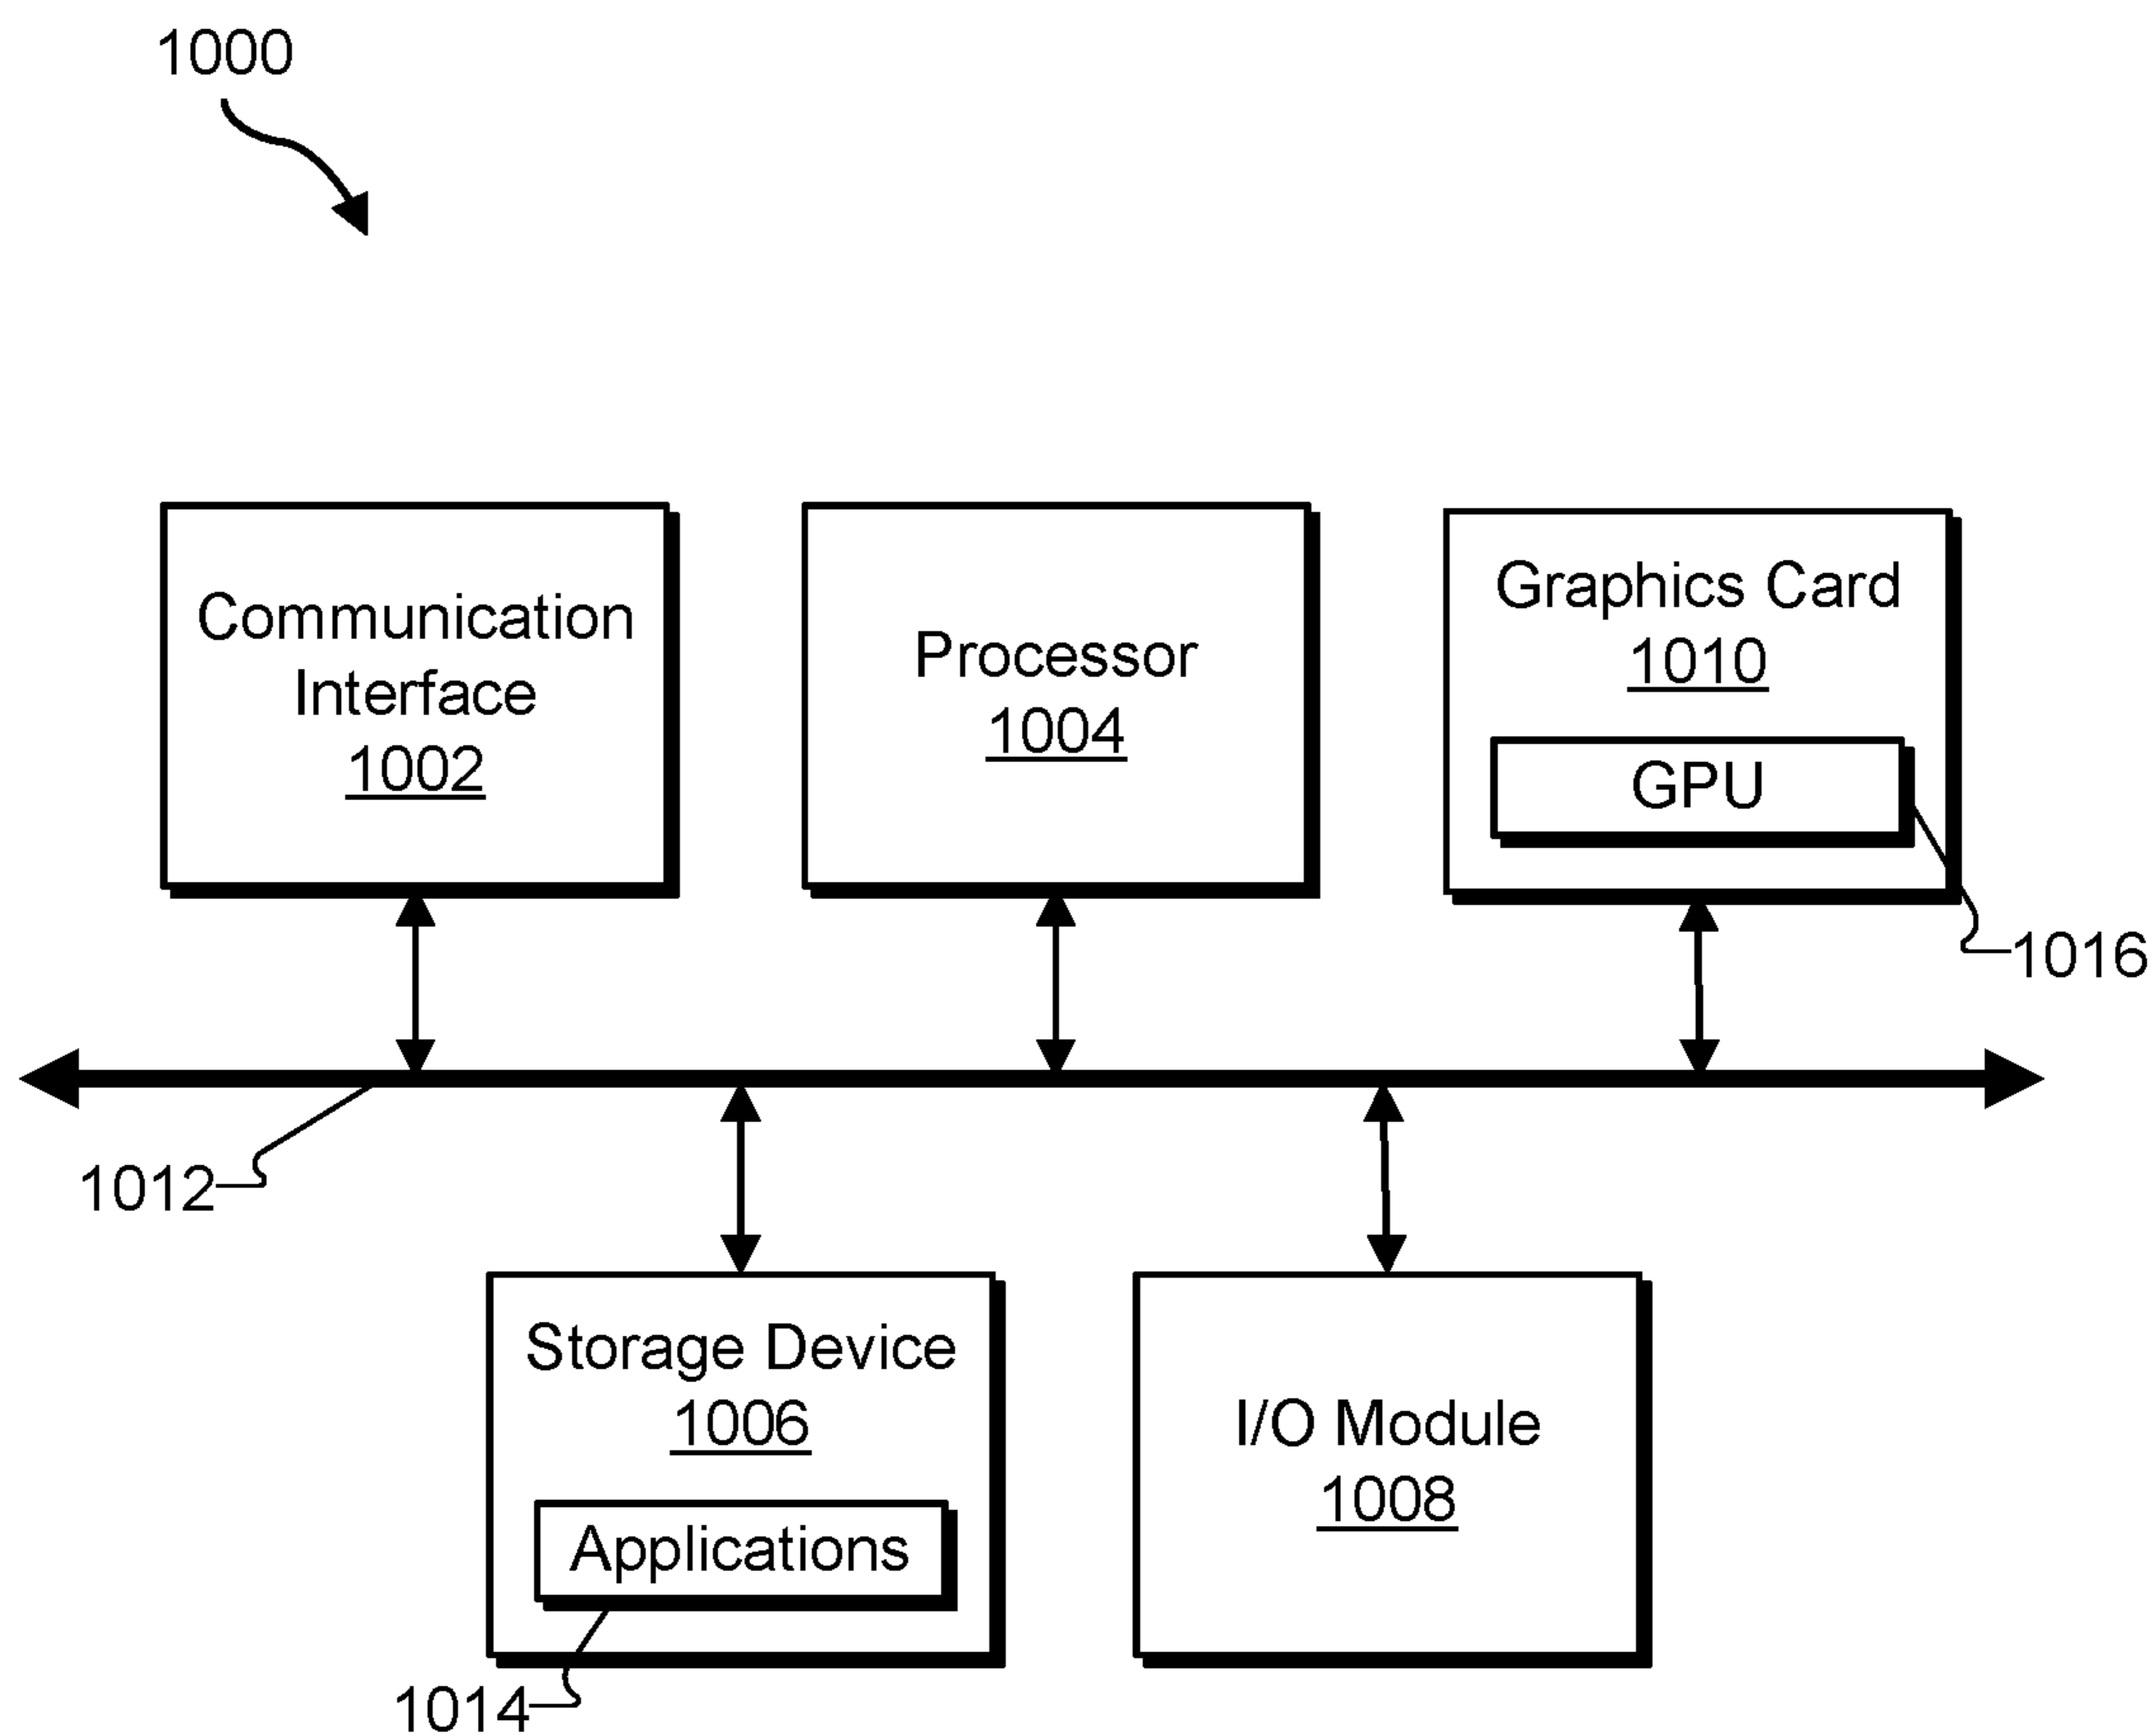 1000
Communication
Interface
1002
Processor
1004
Graphics Card
1010
GPU
1016
1012
Storage Device
1006
Applications
1014
I/O Module
1008